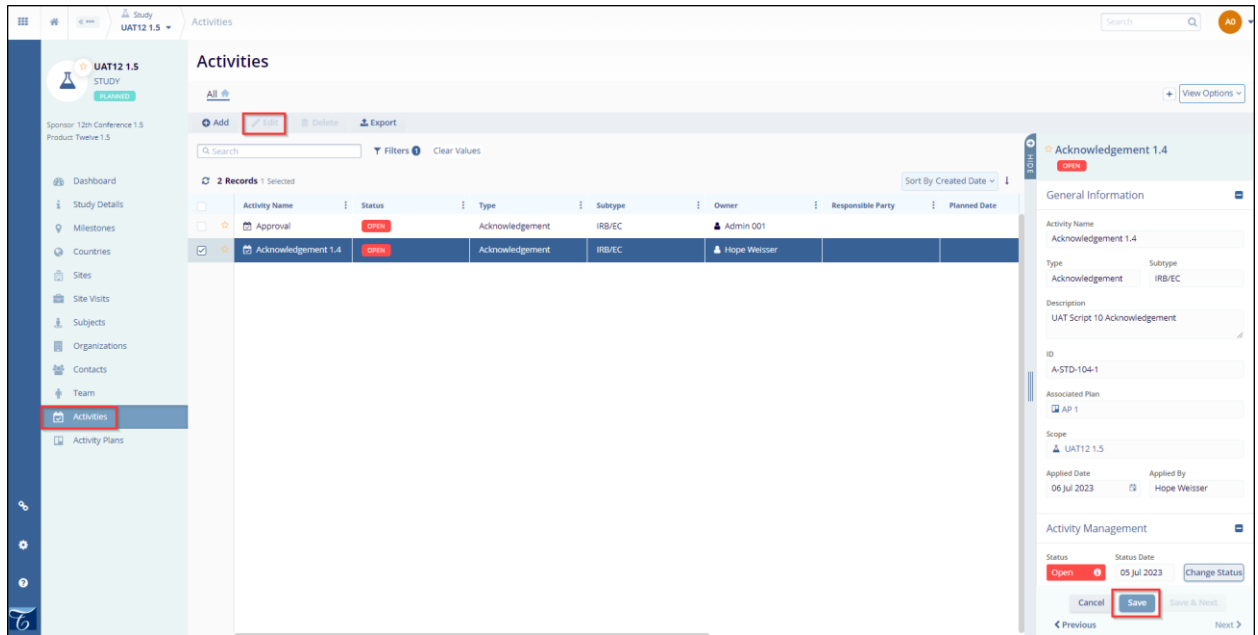 Study
UAT12 1.5
Activities
Search
A0
UAT12 1.5
STUDY
PLANNED
Sponsor 12th Conference 1.5
Product Twelve 1.5
Dashboard
Study Details
Milestones
Countries
Sites
Site Visits
Subjects
Organizations
Contacts
Team
Activities
Activity Plans
Activities
All
+ View Options
Add Edit Delete Export
Search Filters 1 Clear Values
2 Records 1 Selected Sort By Created Date
Activity Name Status Type Subtype Owner Responsible Party Planned Date
Approval OPEN Acknowledgement IRB/EC Admin 001
Acknowledgement 1.4 OPEN Acknowledgement IRB/EC Hope Weisser
HIDE
Acknowledgement 1.4
OPEN
General Information
Activity Name
Acknowledgement 1.4
Type Subtype
Acknowledgement IRB/EC
Description
UAT Script 10 Acknowledgement
ID
A-STD-104-1
Associated Plan
AP 1
Scope
UAT12 1.5
Applied Date Applied By
06 Jul 2023 Hope Weisser
Activity Management
Status Status Date
Open 05 Jul 2023 Change Status
Cancel Save Save & Next
Previous Next